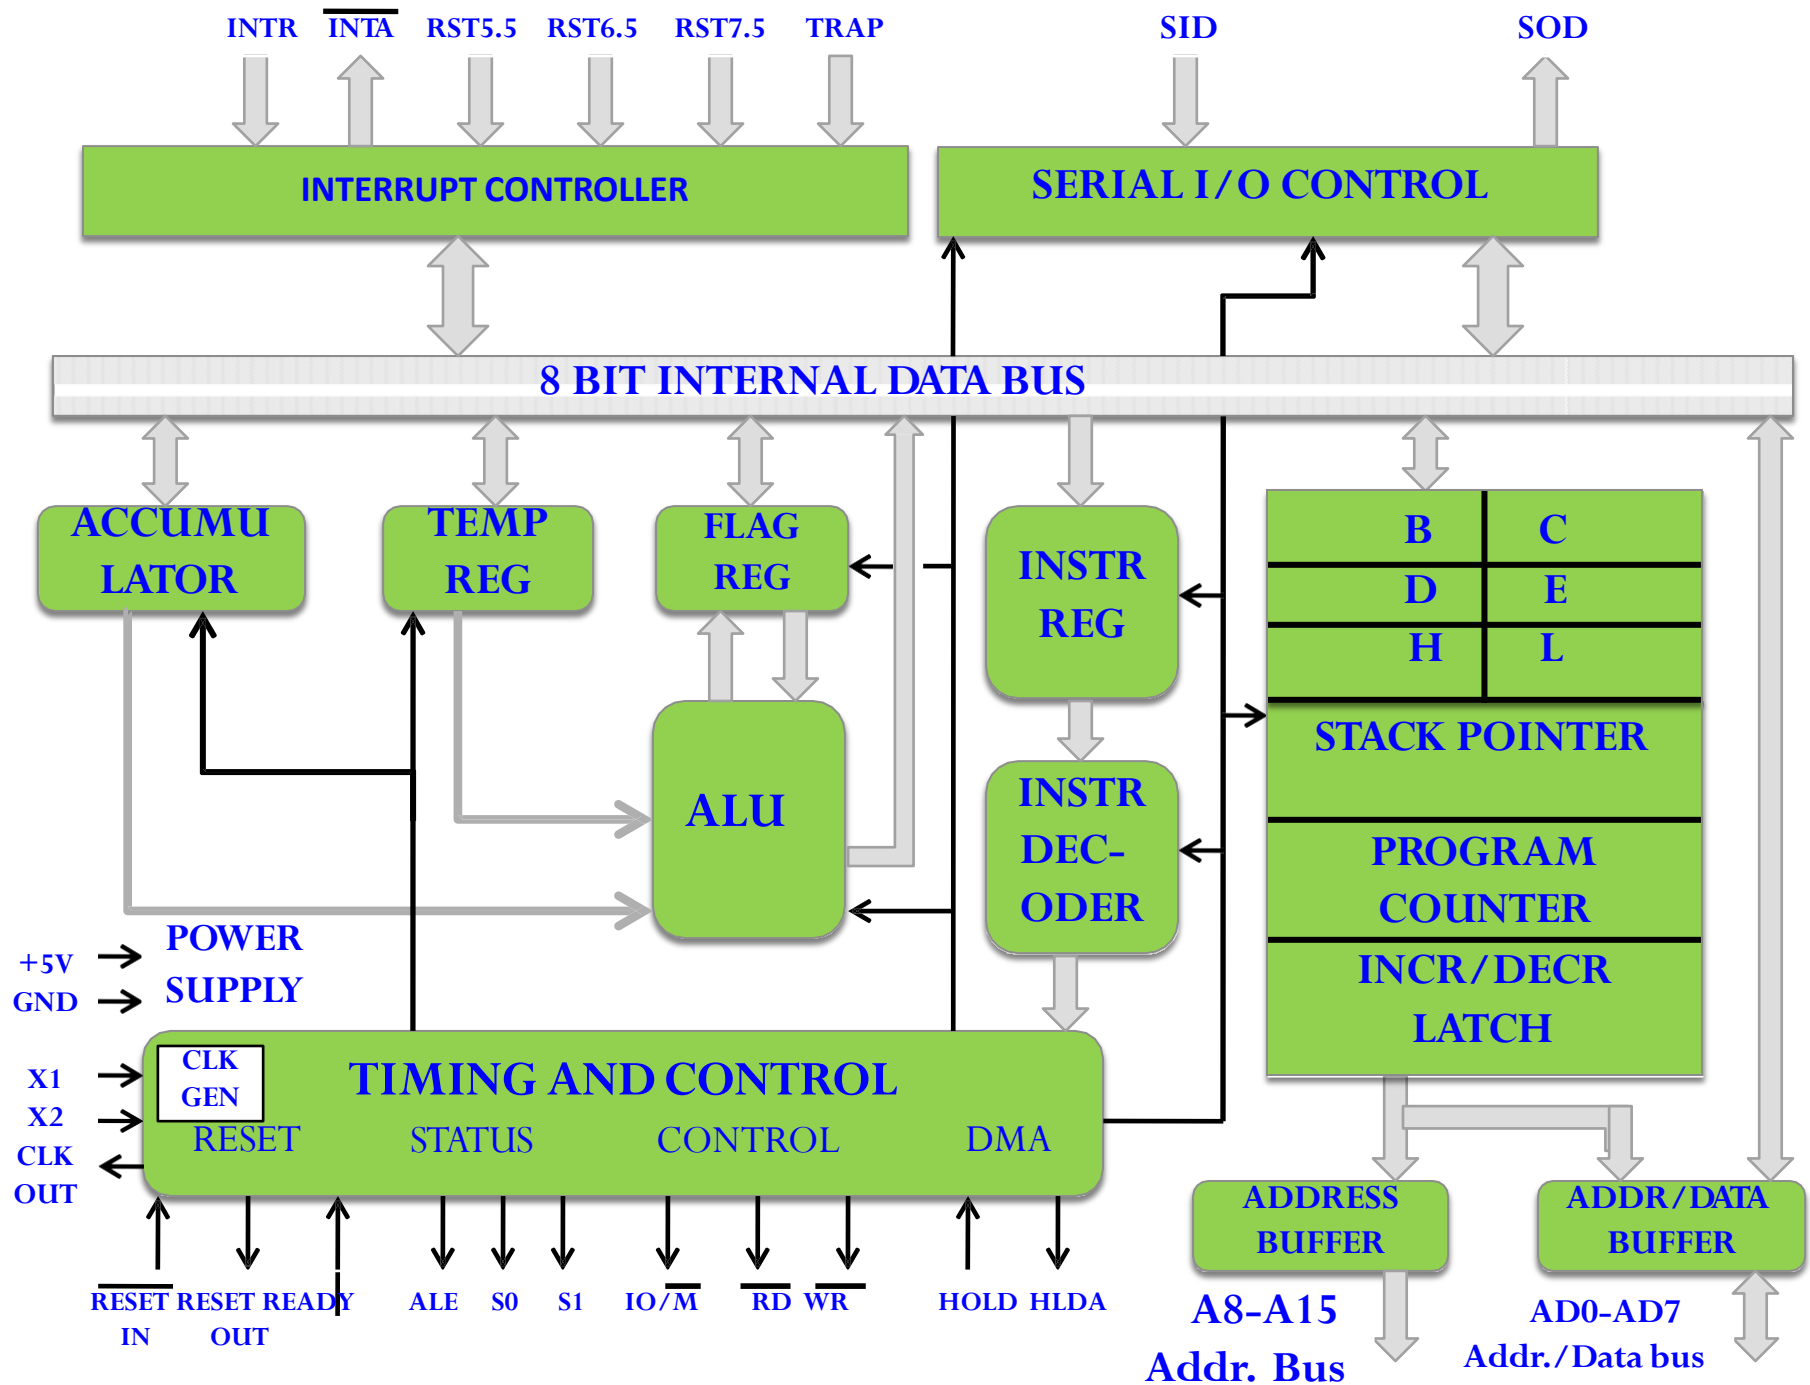 INTR INTA RST5.5 RST6.5 RST7.5 TRAP SID SOD
INTERRUPT CONTROLLER
SERIAL I/O CONTROL
8 BIT INTERNAL DATA BUS
ACCUMU
LATOR
TEMP
REG
FLAG
REG
INSTR
REG
B C
D E
H L
STACK POINTER
ALU
INSTR
DEC-
ODER
PROGRAM
COUNTER
INCR/DECR
LATCH
POWER
SUPPLY
+5V
GND
X1
X2
CLK
OUT
CLK
GEN
TIMING AND CONTROL
RESET STATUS CONTROL DMA
ADDRESS
BUFFER
ADDR/DATA
BUFFER
RESET
IN
RESET
OUT
READY
ALE S0 S1 IO/M RD WR HOLD HLDA
A8-A15
Addr. Bus
AD0-AD7
Addr./Data bus